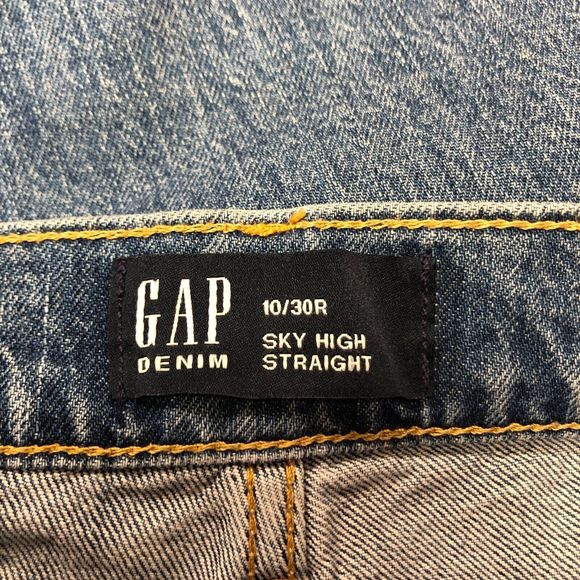 GAP
DENIM
10/30R
SKY HIGH
STRAIGHT